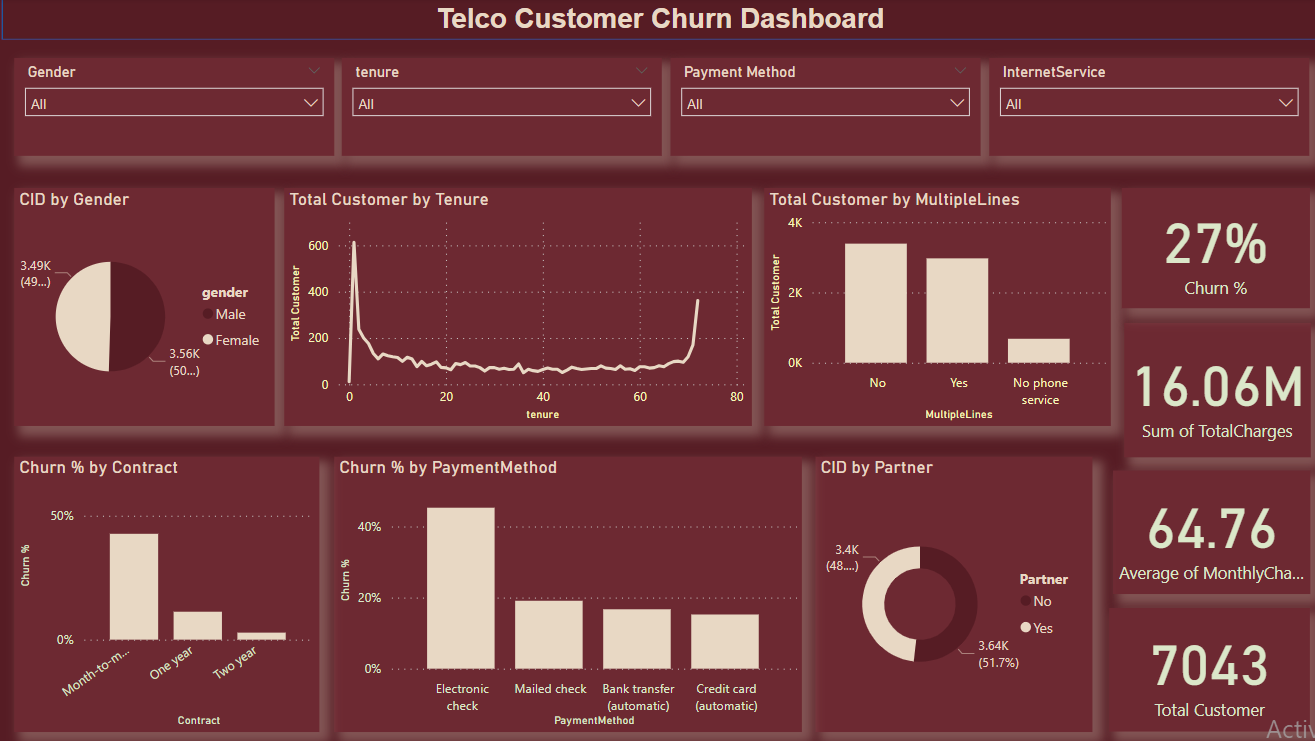 Telco Customer Churn Dashboard
Gender
All
tenure
All
Payment Method
All
InternetService
All
CID by Gender
3.49K
(49...)
3.56K
(50...)
gender
Male
Female
Total Customer by Tenure
Total Customer
600
400
200
0
0 20 40 60 80
tenure
Total Customer by MultipleLines
Total Customer
4K
2K
0K
No
Yes
No phone
service
MultipleLines
27%
Churn %
16.06M
Sum of TotalCharges
Churn % by Contract
Churn %
50%
0%
Month-to-m...
One year
Two year
Contract
Churn % by PaymentMethod
Churn %
40%
20%
0%
Electronic
check
Mailed check
Bank transfer
(automatic)
Credit card
(automatic)
PaymentMethod
CID by Partner
3.4K
(48....)
3.64K
(51.7%)
Partner
No
Yes
64.76
Average of MonthlyCha...
7043
Total Customer
Activ